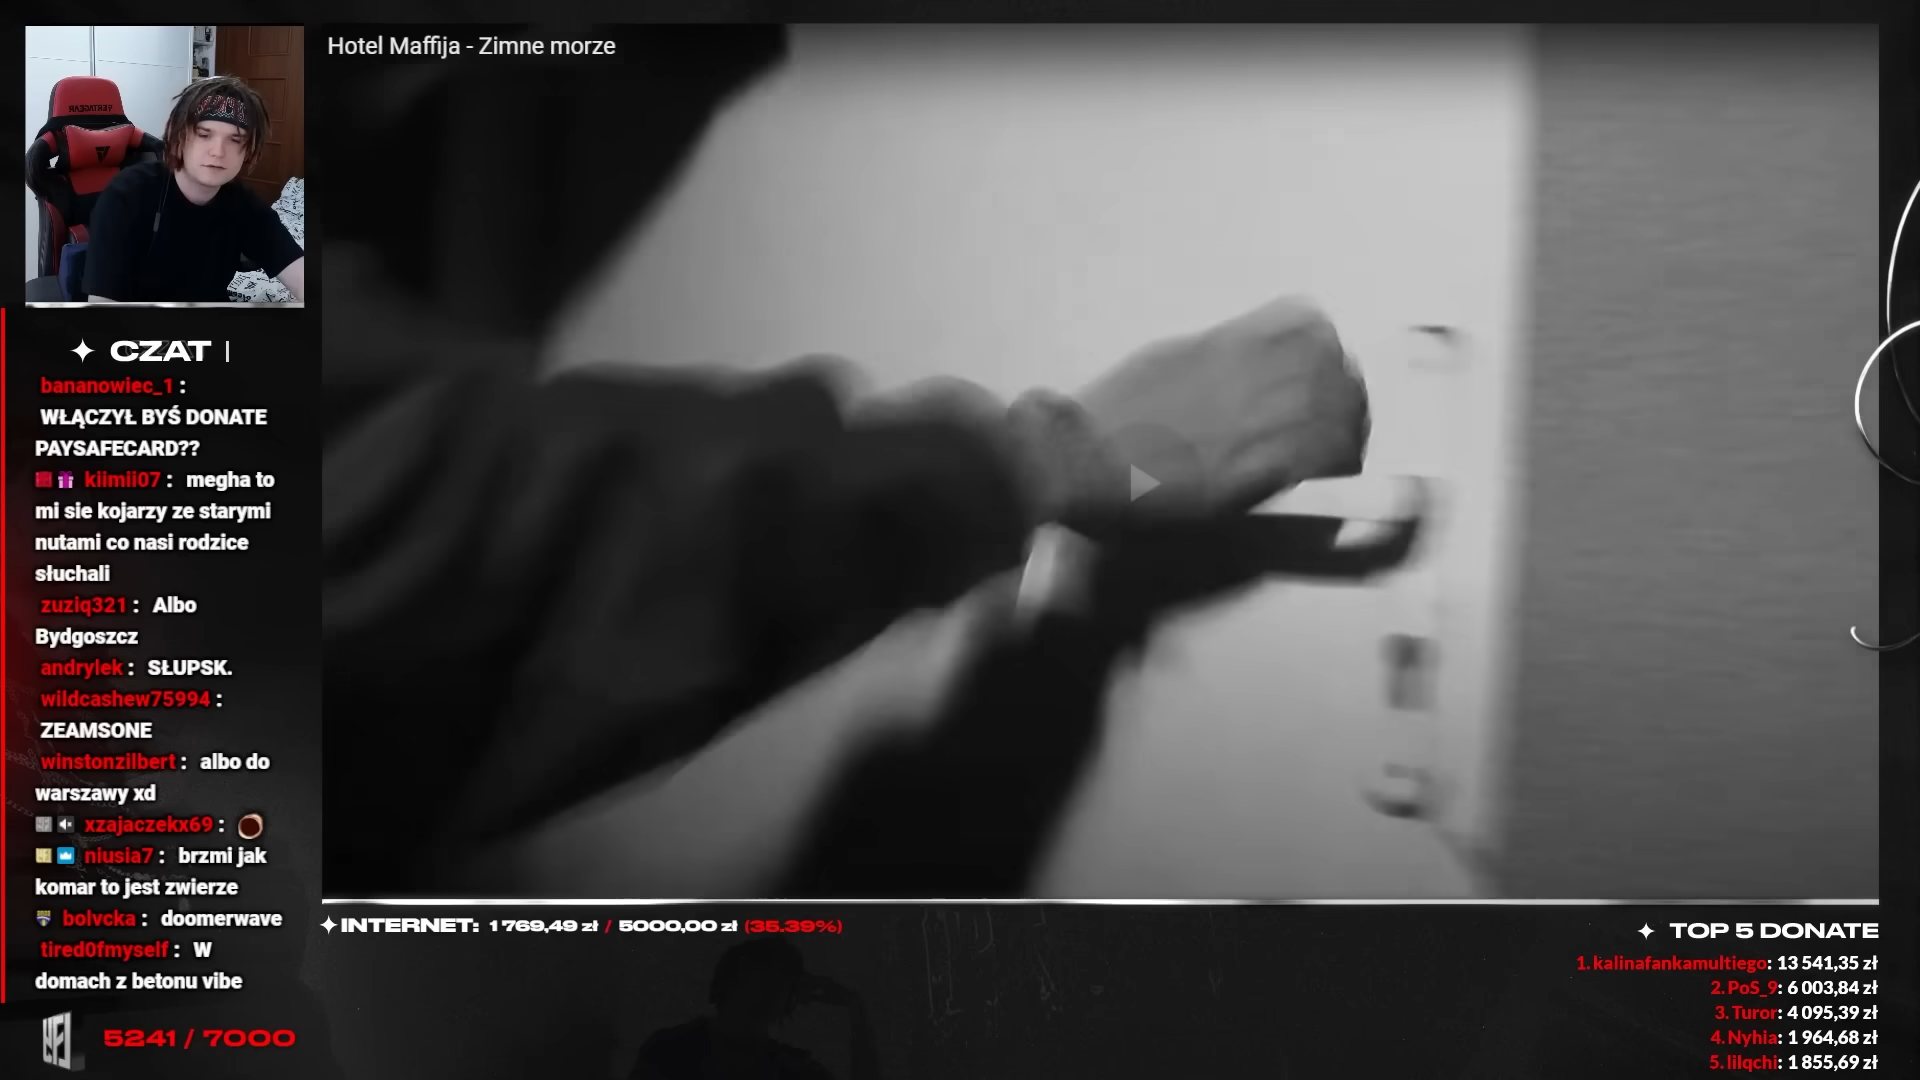 Hotel Maffija - Zimne morze
CZAT |
bananowiec_1 :
WŁĄCZYŁ BYŚ DONATE
PAYSAFECARD??
kiimii07 : megha to
mi sie kojarzy ze starymi
nutami co nasi rodzice
słuchali
zuziq321 : Albo
Bydgoszcz
andrylek : SŁUPSK.
wildcashew75994 :
ZEAMSONE
winstonzilbert : albo do
warszawy xd
xzajaczekx69 :
niusia7 : brzmi jak
komar to jest zwierze
bolvcka : doomerwave
tired0fmyself : W
domach z betonu vibe
5241 / 7000
INTERNET: 1 769,49 zł / 5000,00 zł (35.39%)
TOP 5 DONATE
1. kalinafankamultiego: 13 541,35 zł
2. PoS_9: 6 003,84 zł
3. Turor: 4 095,39 zł
4. Nyhia: 1 964,68 zł
5. lilqchi: 1 855,69 zł